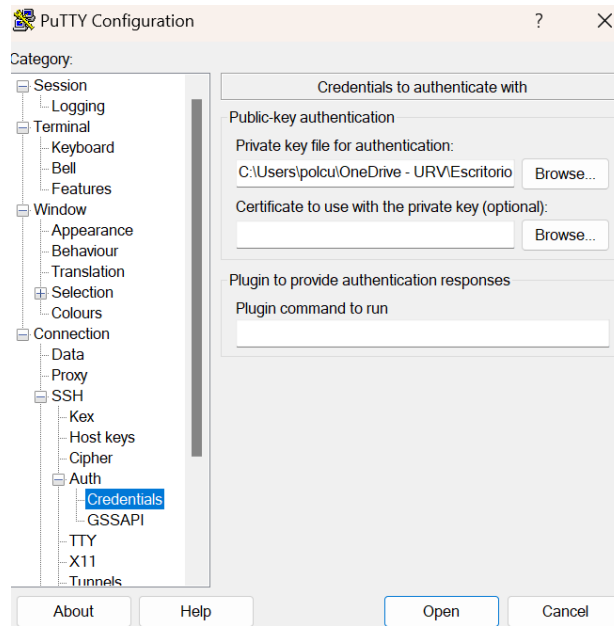 PuTTY Configuration
?
X
Category:
Session
Logging
Terminal
Keyboard
Bell
Features
Window
Appearance
Behaviour
Translation
Selection
Colours
Connection
Data
Proxy
SSH
Kex
Host keys
Cipher
Auth
Credentials
GSSAPI
TTY
X11
Tunnels
Credentials to authenticate with
Public-key authentication
Private key file for authentication:
C:\Users\polcu\OneDrive - URV\Escritorio
Browse...
Certificate to use with the private key (optional):
Browse...
Plugin to provide authentication responses
Plugin command to run
About
Help
Open
Cancel